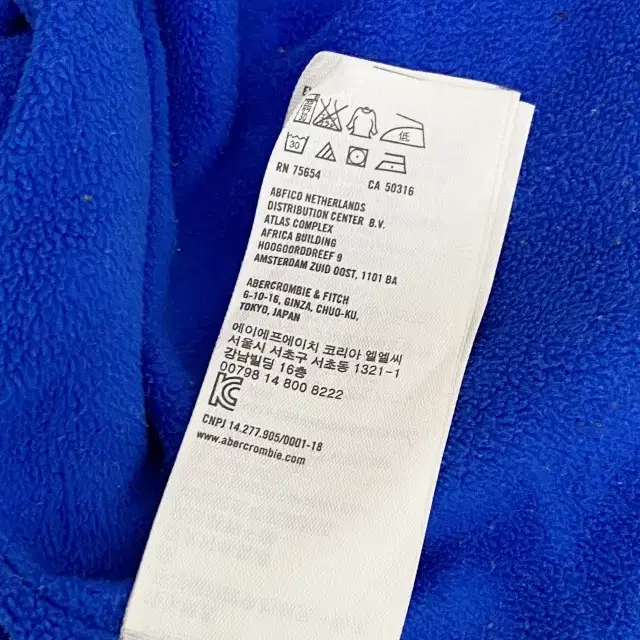 低
30
RN 75654 CA 50316
ABFICO NETHERLANDS
DISTRIBUTION CENTER B.V.
ATLAS COMPLEX
AFRICA BUILDING
HOOGOORDDREEF 9
AMSTERDAM ZUID OOST, 1101 BA
ABERCROMBIE & FITCH
6-10-16, GINZA, CHUO-KU,
TOKYO, JAPAN
에이에프에이치 코리아 엘엘씨
서울시 서초구 서초동 1321-1
강남빌딩 16층
00798 14 800 8222
CNPJ 14.277.905/0001-18
www.abercrombie.com